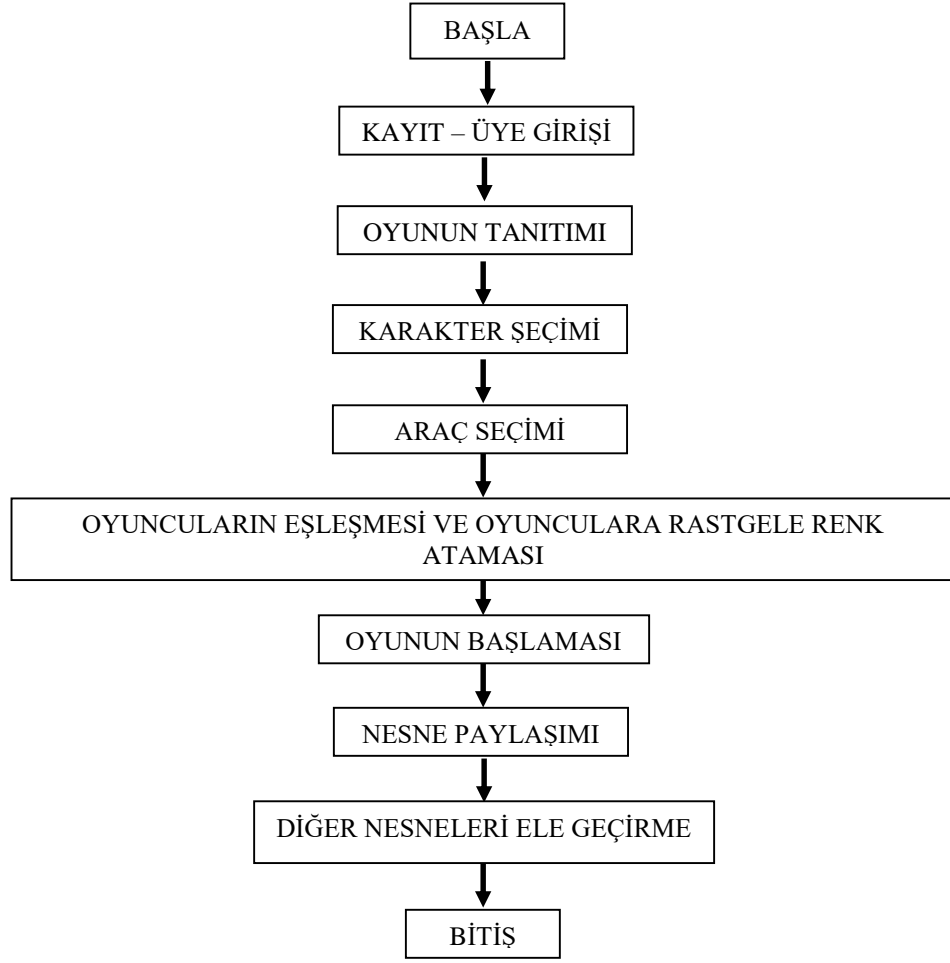 BAŞLA
KAYIT – ÜYE GİRİŞİ
OYUNUN TANITIMI
KARAKTER SEÇİMİ
ARAÇ SEÇİMİ
OYUNCULARIN EŞLEŞMESİ VE OYUNCULARA RASTGELE RENK
ATAMASI
OYUNUN BAŞLAMASI
NESNE PAYLAŞIMI
DİĞER NESNELERİ ELE GEÇİRME
BİTİŞ